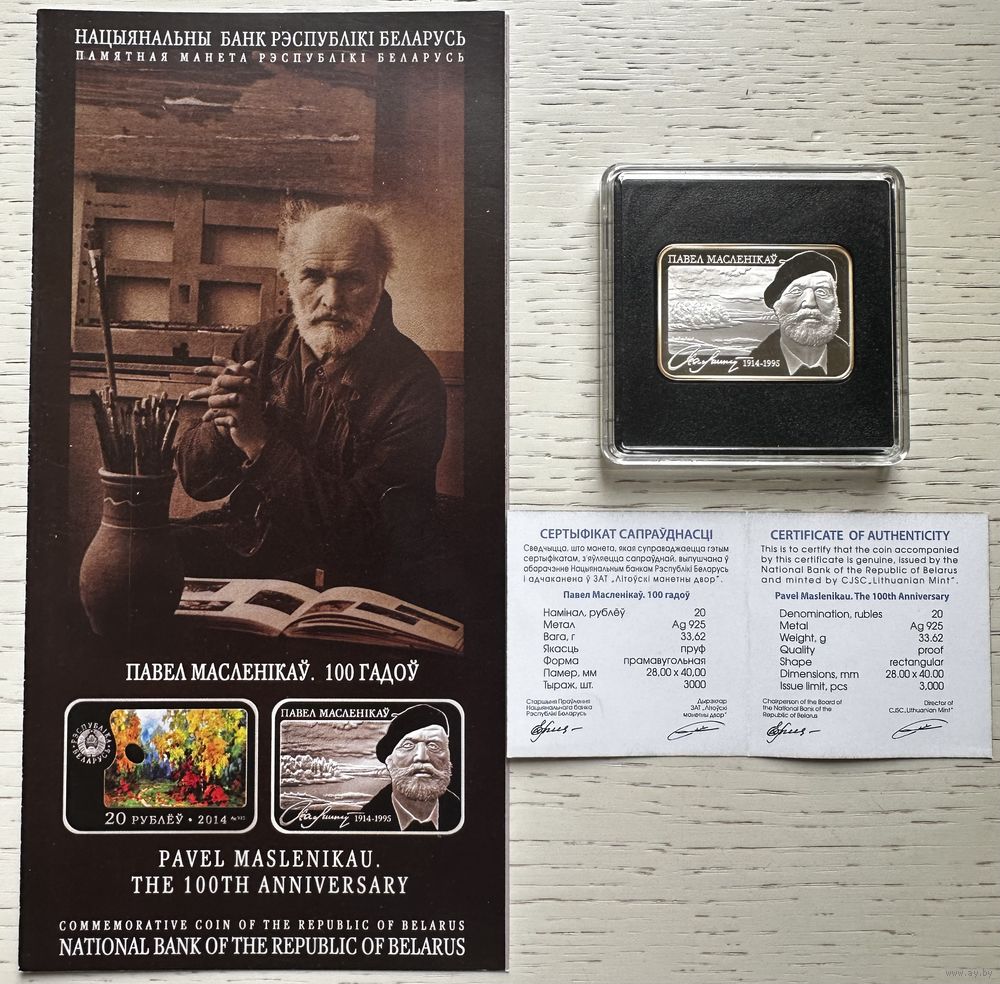 НАЦЫЯНАЛЬНЫ БАНК РЭСПУБЛІКІ БЕЛАРУСЬ
ПАМЯТНАЯ МАНЕТА РЭСПУБЛІКІ БЕЛАРУСЬ
ПАВЕЛ МАСЛЕНІКАЎ. 100 ГАДОЎ
РЭСПУБЛІКА БЕЛАРУСЬ
20 РУБЛЁЎ • 2014 Ag 925
ПАВЕЛ МАСЛЕНІКАЎ
1914-1995
PAVEL MASLENIKAU.
THE 100TH ANNIVERSARY
COMMEMORATIVE COIN OF THE REPUBLIC OF BELARUS
NATIONAL BANK OF THE REPUBLIC OF BELARUS
ПАВЕЛ МАСЛЕНІКАЎ
1914-1995
СЕРТЫФІКАТ САПРАЎДНАСЦІ
Сведчыцца, што манета, якая суправаджаецца гэтым
сертыфікатам, з'яўляецца сапраўднай, выпушчана ў
абарачэнне Нацыянальным банкам Рэспублікі Беларусь
і адчаканена ў ЗАТ „Літоўскі манетны двор".
Павел Масленікаў. 100 гадоў
Намінал, рублёў 20
Метал Ag 925
Вага, г 33,62
Якасць пруф
Форма прамавугольная
Памер, мм 28,00 x 40,00
Тыраж, шт. 3000
Старшыня Праўлення
Нацыянальнага банка
Рэспублікі Беларусь
Дырэктар
ЗАТ „Літоўскі
манетны двор"
CERTIFICATE OF AUTHENTICITY
This is to certify that the coin accompanied
by this certificate is genuine, issued by the
National Bank of the Republic of Belarus
and minted by CJSC „Lithuanian Mint".
Pavel Maslenikau. The 100th Anniversary
Denomination, rubles 20
Metal Ag 925
Weight, g 33.62
Quality proof
Shape rectangular
Dimensions, mm 28.00 x 40.00
Issue limit, pcs 3,000
Chairperson of the Board of
the National Bank of the
Republic of Belarus
Director of
CJSC „Lithuanian Mint"
www.ay.by